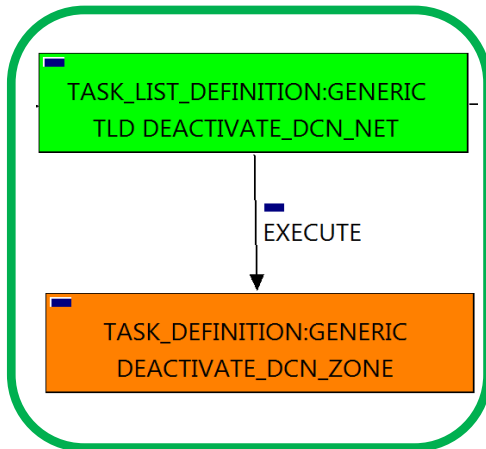 TASK_LIST_DEFINITION:GENERIC
TLD DEACTIVATE_DCN_NET
EXECUTE
TASK_DEFINITION:GENERIC
DEACTIVATE_DCN_ZONE